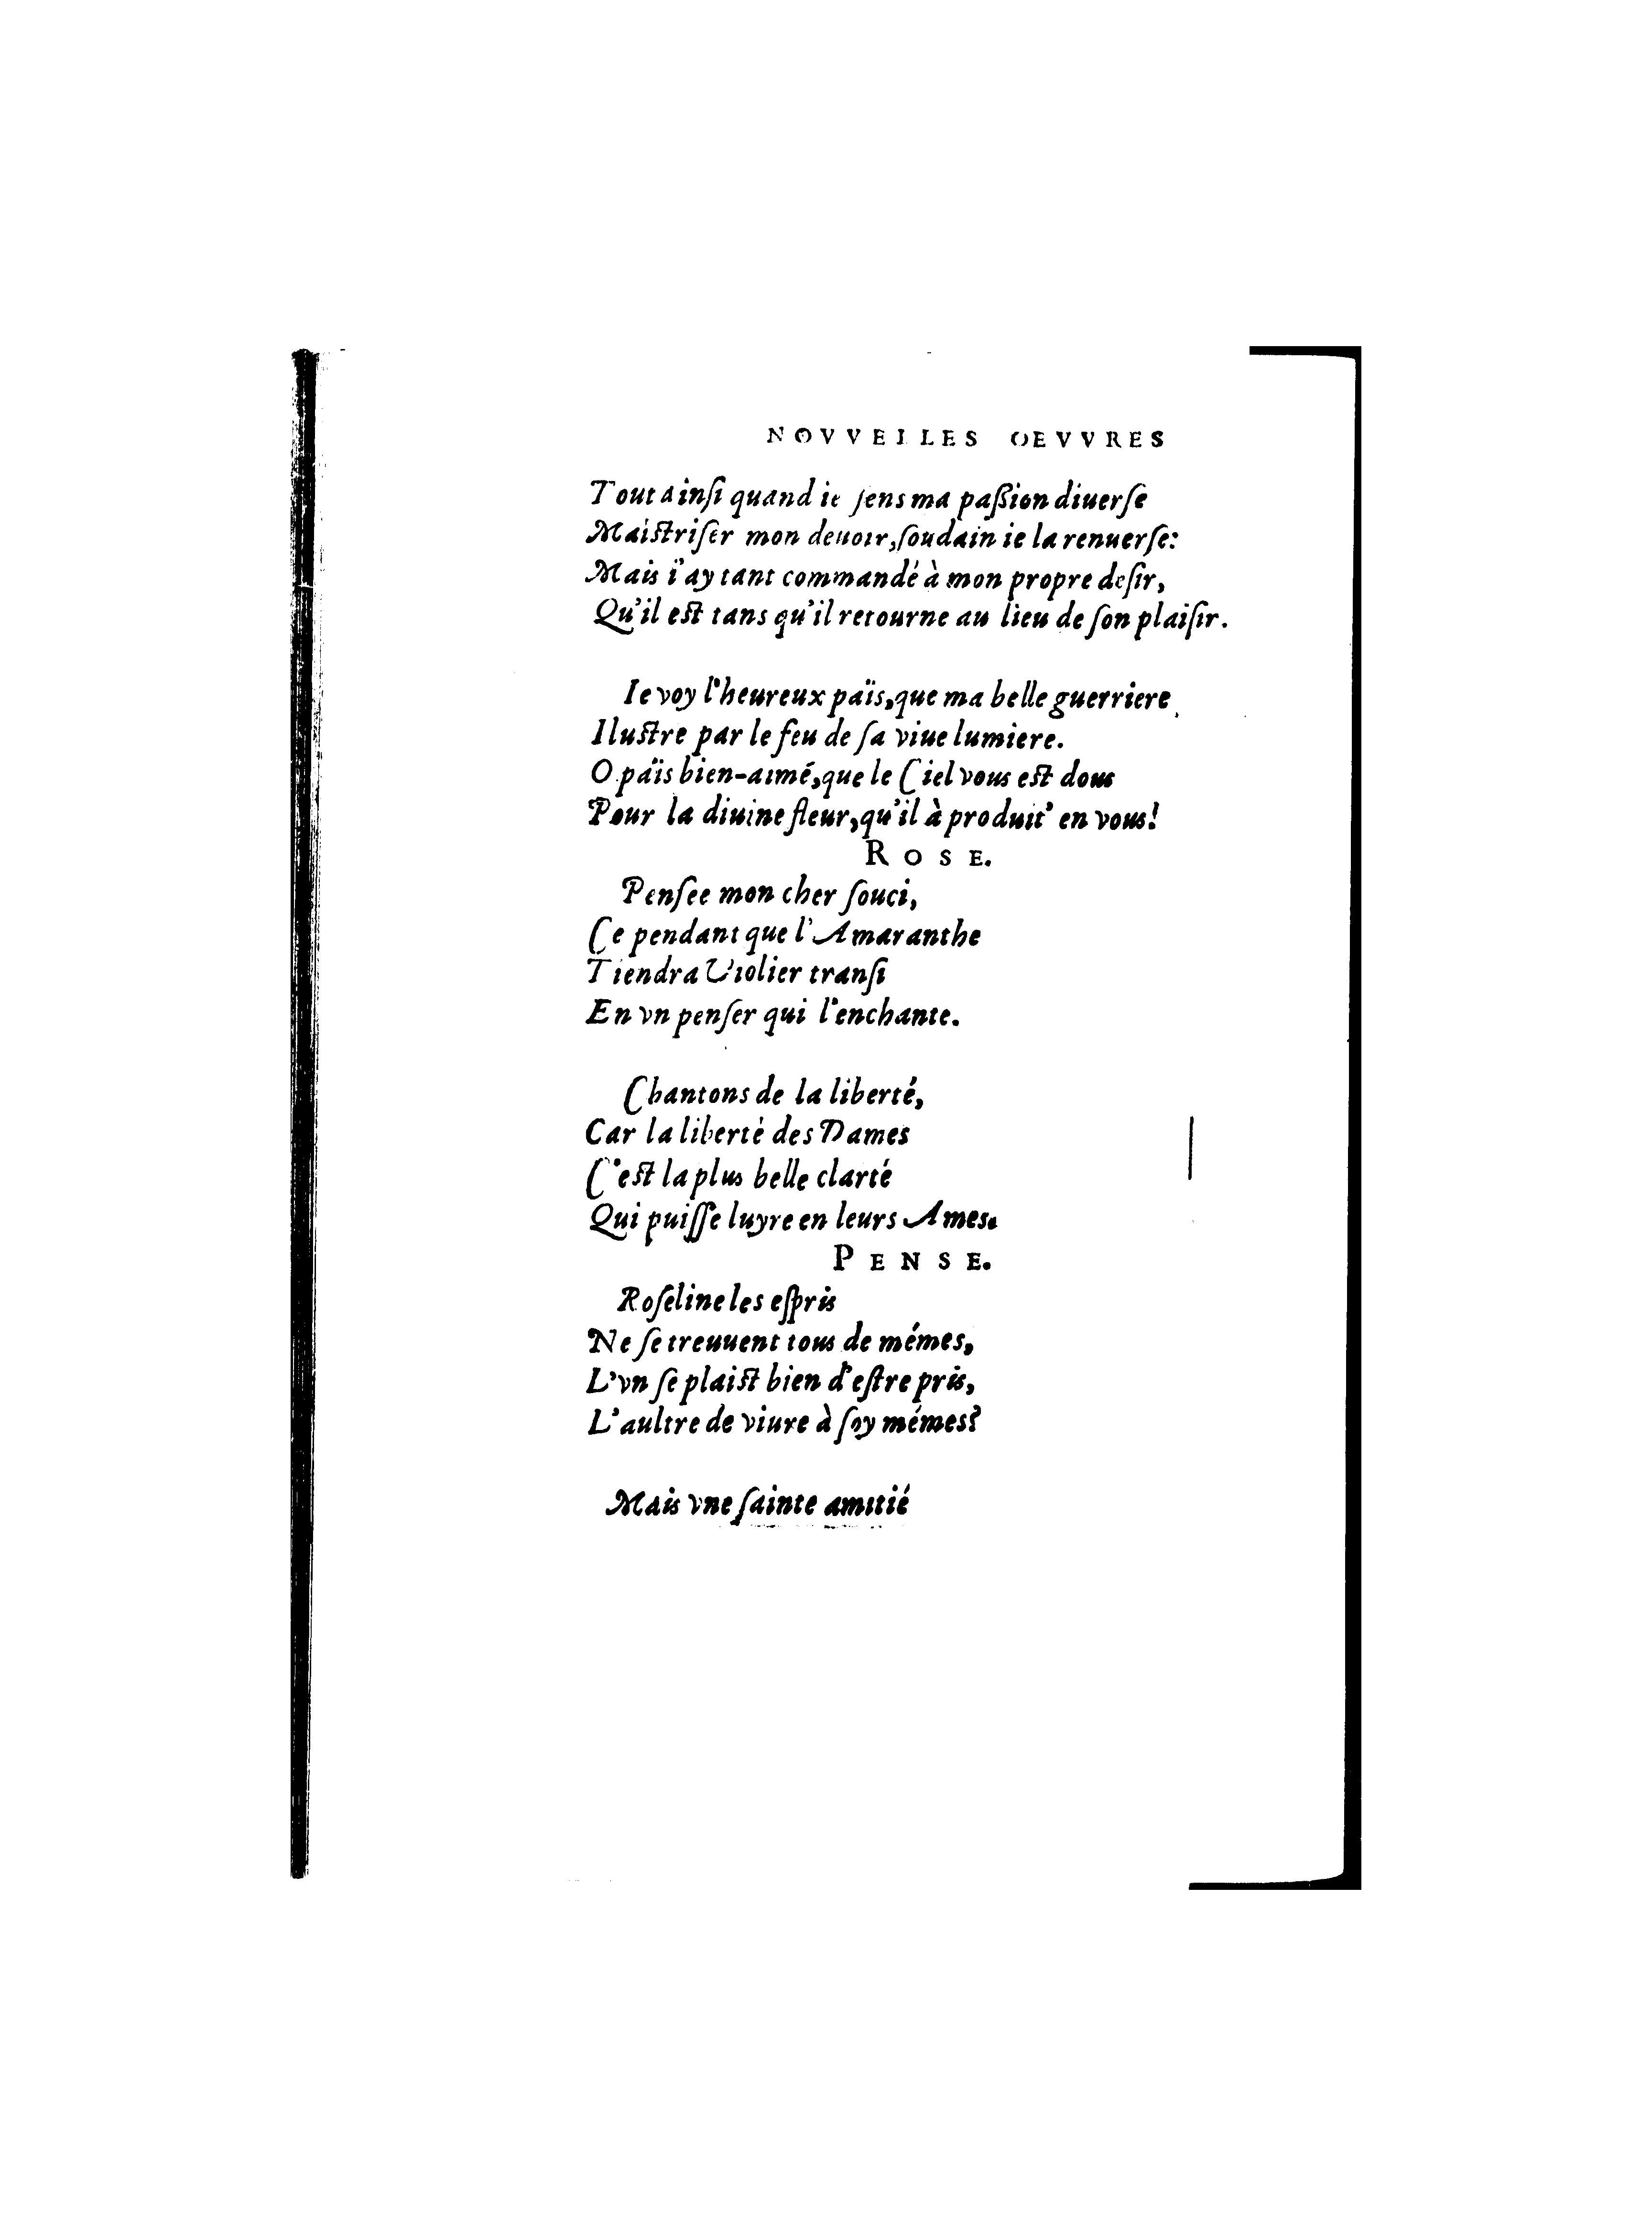 NOVVELLES OEVVRES
Tout ainſi quand ie ſens ma paſſion diuerſe
Maiſtriſer mon deuoir, ſoudain ie la renuerſe:
Mais i'ay tant commandé à mon propre deſir,
Qu'il eſt tans qu'il retourne au lieu de ſon plaiſir.
Ie voy l'heureux païs, que ma belle guerriere,
Iluſtre par le feu de ſa viue lumiere.
O païs bien-aimé, que le Ciel vous eſt dous
Pour la diuine fleur, qu'il à produit' en vous!
ROSE.
Penſee mon cher ſouci,
Ce pendant que l'Amaranthe
Tiendra Violier tranſi
En vn penſer qui l'enchante.
Chantons de la liberté,
Car la liberté des Dames
C'eſt la plus belle clarté
Qui puiſſe luyre en leurs Ames.
PENSE.
Roſeline les eſpris
Ne ſe treuuent tous de mémes,
L'vn ſe plaiſt bien d'eſtre pris,
L'aultre de viure à ſoy mémes?
Mais vne ſainte amitié